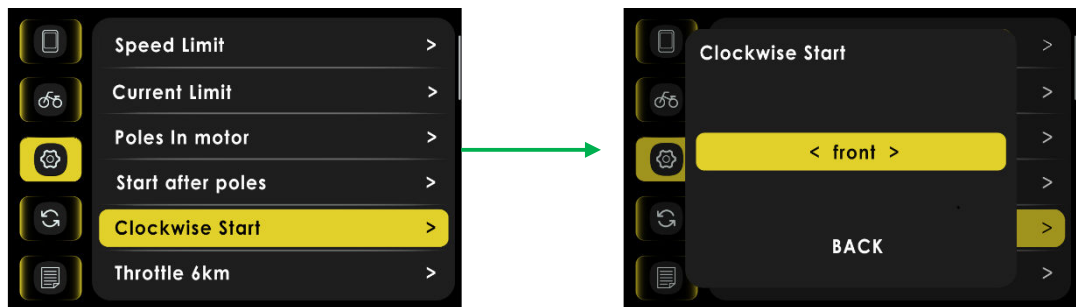 Speed Limit >
Current Limit >
Poles In motor >
Start after poles >
Clockwise Start >
Throttle 6km >
Clockwise Start
< front >
BACK
>
>
>
>
>
>